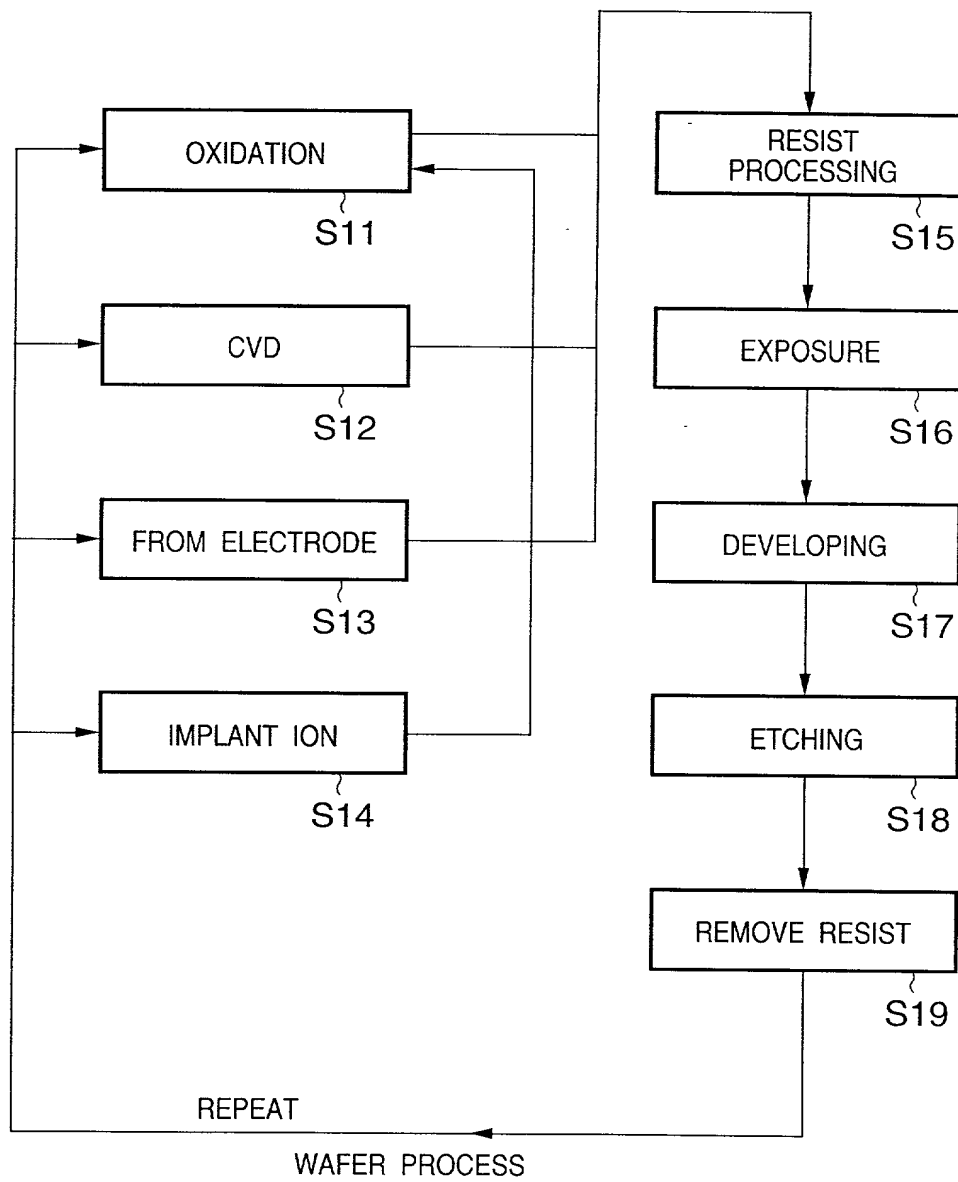 OXIDATION
S11
CVD
S12
FROM ELECTRODE
S13
IMPLANT ION
S14
RESIST
PROCESSING
S15
EXPOSURE
S16
DEVELOPING
S17
ETCHING
S18
REMOVE RESIST
S19
REPEAT
WAFER PROCESS